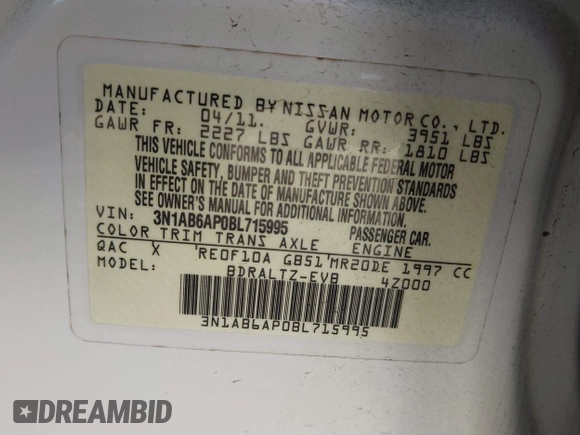 MANUFACTURED BY NISSAN MOTOR CO., LTD.
DATE: 04/11. GVWR: 3951 LBS
GAWR FR: 2227 LBS GAWR RR: 1810 LBS
THIS VEHICLE CONFORMS TO ALL APPLICABLE FEDERAL MOTOR
VEHICLE SAFETY, BUMPER AND THEFT PREVENTION STANDARDS
IN EFFECT ON THE DATE OF MANUFACTURE SHOWN ABOVE.
SEE OWNER'S MANUAL FOR ADDITIONAL INFORMATION.
VIN: 3N1AB6AP0BL715995 PASSENGER CAR.
COLOR TRIM TRANS AXLE ENGINE
QAC X RE0F10A GB51 MR20DE 1997 CC
MODEL: BDRALTZ-EVB 4Z000
3N1AB6AP0BL715995
DREAMBID